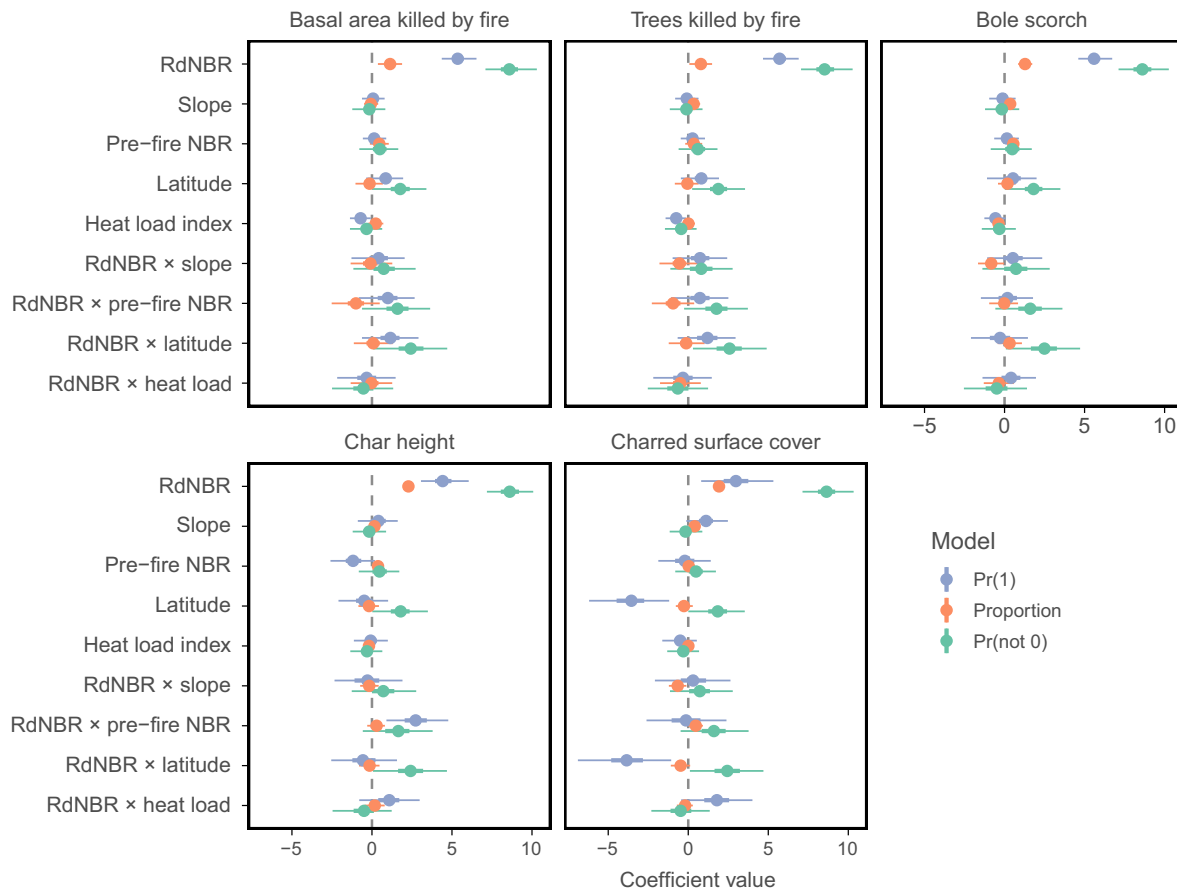 Basal area killed by fire
Trees killed by fire
Bole scorch
RdNBR
Slope
Pre−fire NBR
Latitude
Heat load index
RdNBR × slope
RdNBR × pre−fire NBR
RdNBR × latitude
RdNBR × heat load
−5 0 5 10
Char height
Charred surface cover
RdNBR
Slope
Pre−fire NBR
Latitude
Heat load index
RdNBR × slope
RdNBR × pre−fire NBR
RdNBR × latitude
RdNBR × heat load
−5 0 5 10
−5 0 5 10
Coefficient value
Model
Pr(1)
Proportion
Pr(not 0)